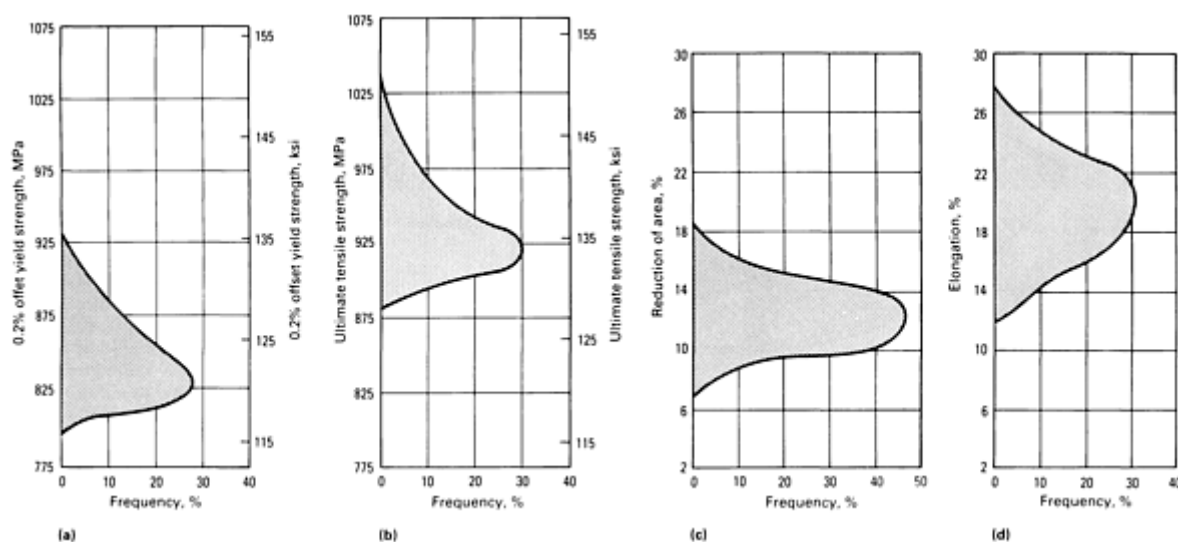 1075
1025
975
925
875
825
775
0.2% offet yield strength, MPa
155
145
135
125
115
0.2% offset yield strength, ksi
0 10 20 30 40
Frequency, %
(a)
1075
1025
975
925
875
825
775
Ultimate tensile strength, MPa
155
145
135
125
115
Ultimate tensile strength, ksi
0 10 20 30 40
Frequency, %
(b)
30
26
22
18
14
10
6
2
Reduction of area, %
0 10 20 30 40 50
Frequency, %
(c)
30
26
22
18
14
10
6
2
Elongation, %
0 10 20 30 40
Frequency, %
(d)